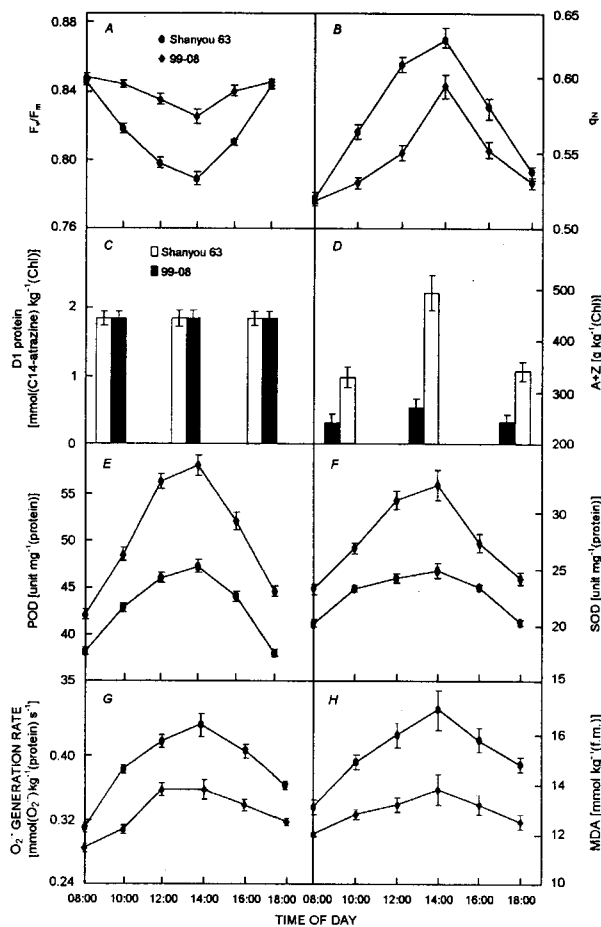 0.88
A
Shanyou 63
99-08
0.84
0.80
0.76
Fv/Fm
B
0.65
0.60
0.55
0.50
qN
C
Shanyou 63
99-08
2
1
0
D1 protein
[mmol(C14-atrazine) kg-1(Chl)]
D
500
400
300
200
A+Z [g kg-1(Chl)]
E
55
50
45
40
35
POD [unit mg-1(protein)]
F
30
25
20
15
SOD [unit mg-1(protein)]
G
0.40
0.32
0.24
O2·- GENERATION RATE
[mmol(O2·-) kg-1(protein) s-1]
H
16
14
12
10
MDA [mmol kg-1(f.m.)]
08:00 10:00 12:00 14:00 16:00 18:00 08:00 10:00 12:00 14:00 16:00 18:00
TIME OF DAY